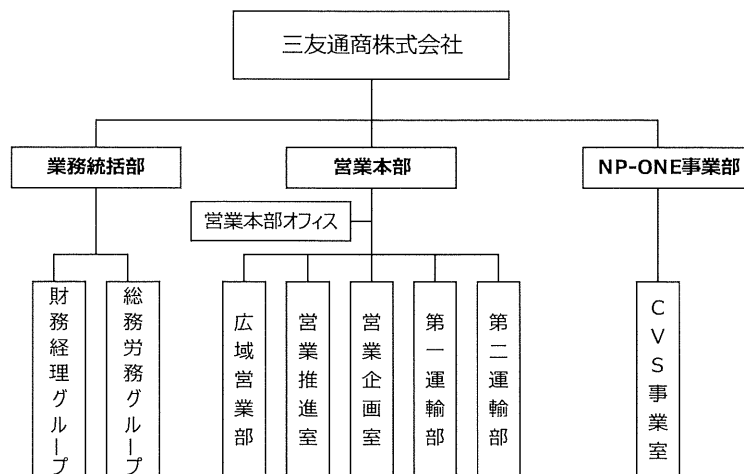 三友通商株式会社
業務統括部
営業本部
NP-ONE事業部
営業本部オフィス
財務経理グループ
総務労務グループ
広域営業部
営業推進室
営業企画室
第一運輸部
第二運輸部
CVS事業室